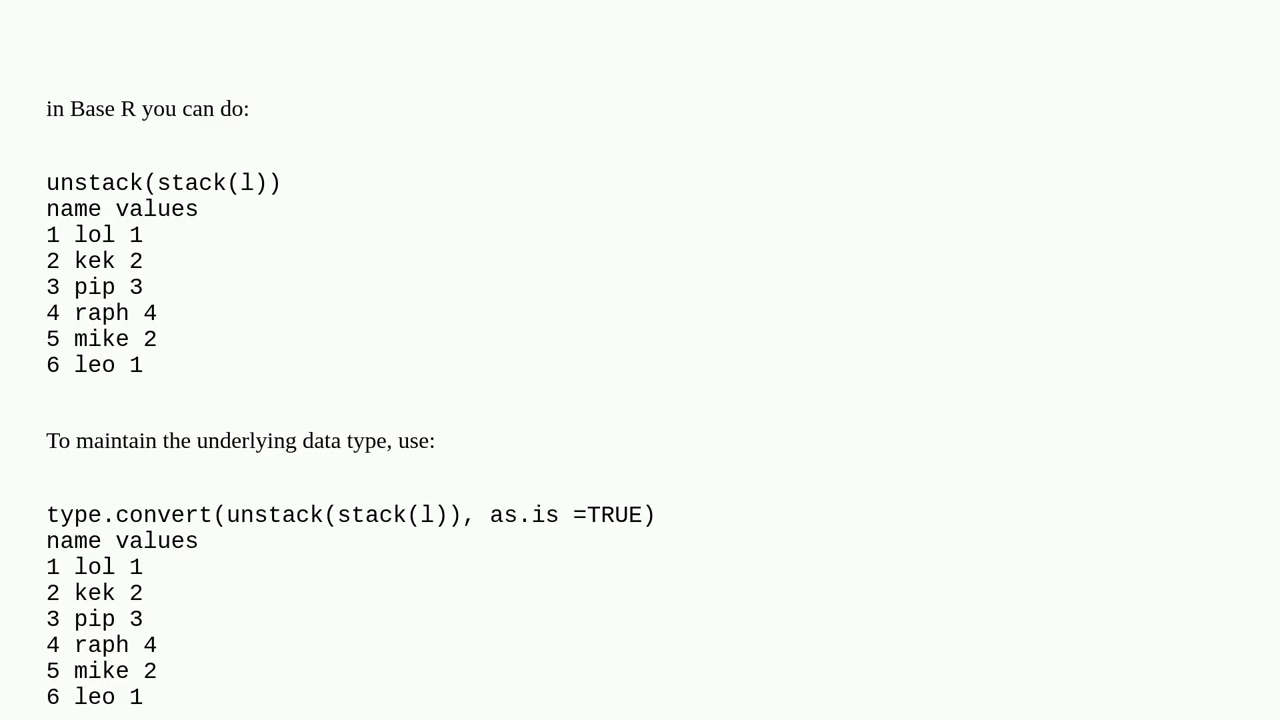 in Base R you can do:
unstack(stack(l))
name values
1 lol 1
2 kek 2
3 pip 3
4 raph 4
5 mike 2
6 leo 1
To maintain the underlying data type, use:
type.convert(unstack(stack(l)), as.is =TRUE)
name values
1 lol 1
2 kek 2
3 pip 3
4 raph 4
5 mike 2
6 leo 1